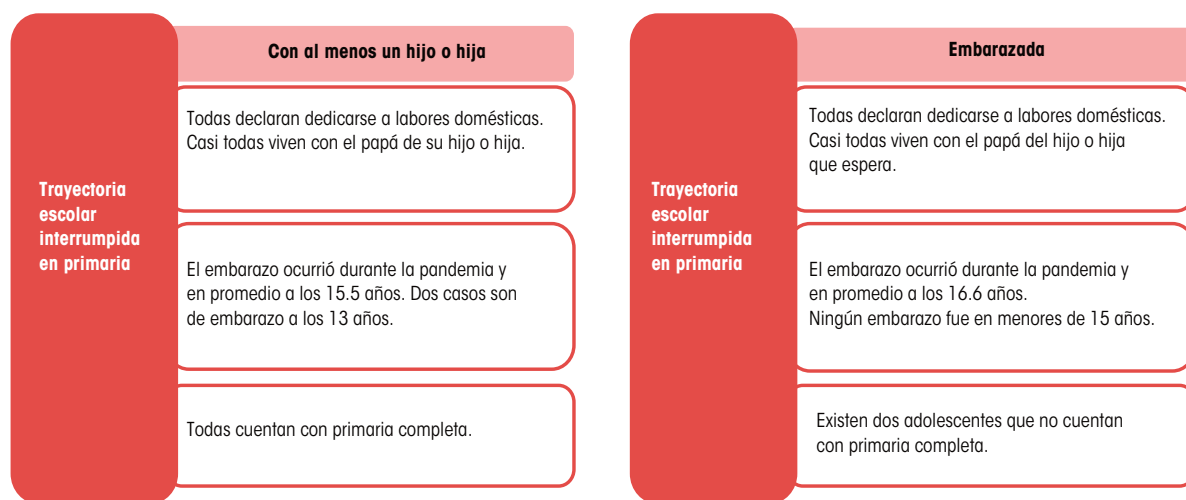 Con al menos un hijo o hija
Trayectoria
escolar
interrumpida
en primaria
Todas declaran dedicarse a labores domésticas.
Casi todas viven con el papá de su hijo o hija.
El embarazo ocurrió durante la pandemia y
en promedio a los 15.5 años. Dos casos son
de embarazo a los 13 años.
Todas cuentan con primaria completa.
Embarazada
Trayectoria
escolar
interrumpida
en primaria
Todas declaran dedicarse a labores domésticas.
Casi todas viven con el papá del hijo o hija
que espera.
El embarazo ocurrió durante la pandemia y
en promedio a los 16.6 años.
Ningún embarazo fue en menores de 15 años.
Existen dos adolescentes que no cuentan
con primaria completa.